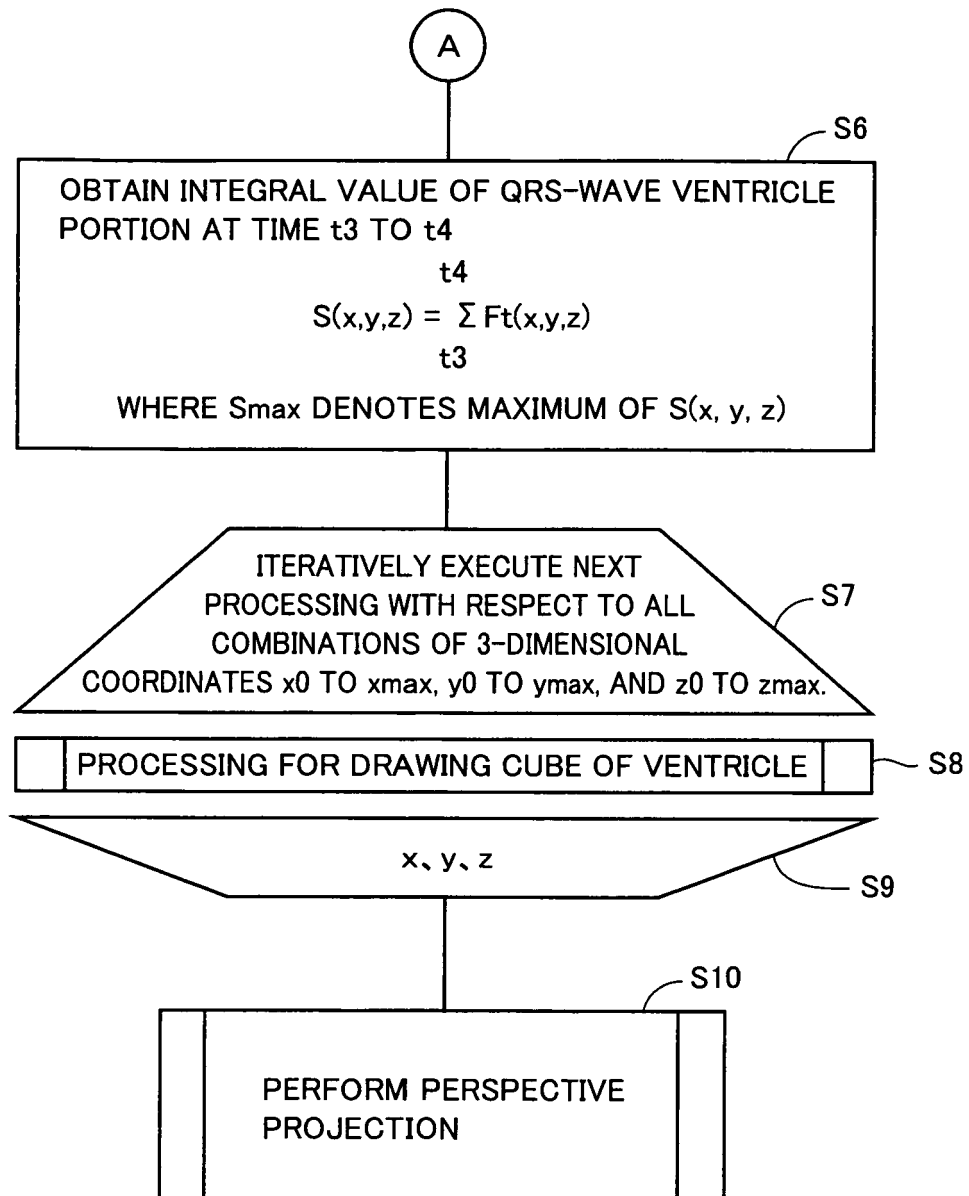 A
S6
OBTAIN INTEGRAL VALUE OF QRS-WAVE VENTRICLE
PORTION AT TIME t3 TO t4
t4
S(x,y,z) = Σ Ft(x,y,z)
t3
WHERE Smax DENOTES MAXIMUM OF S(x, y, z)
ITERATIVELY EXECUTE NEXT
PROCESSING WITH RESPECT TO ALL
COMBINATIONS OF 3-DIMENSIONAL
COORDINATES x0 TO xmax, y0 TO ymax, AND z0 TO zmax.
S7
PROCESSING FOR DRAWING CUBE OF VENTRICLE
S8
x、y、z
S9
S10
PERFORM PERSPECTIVE
PROJECTION